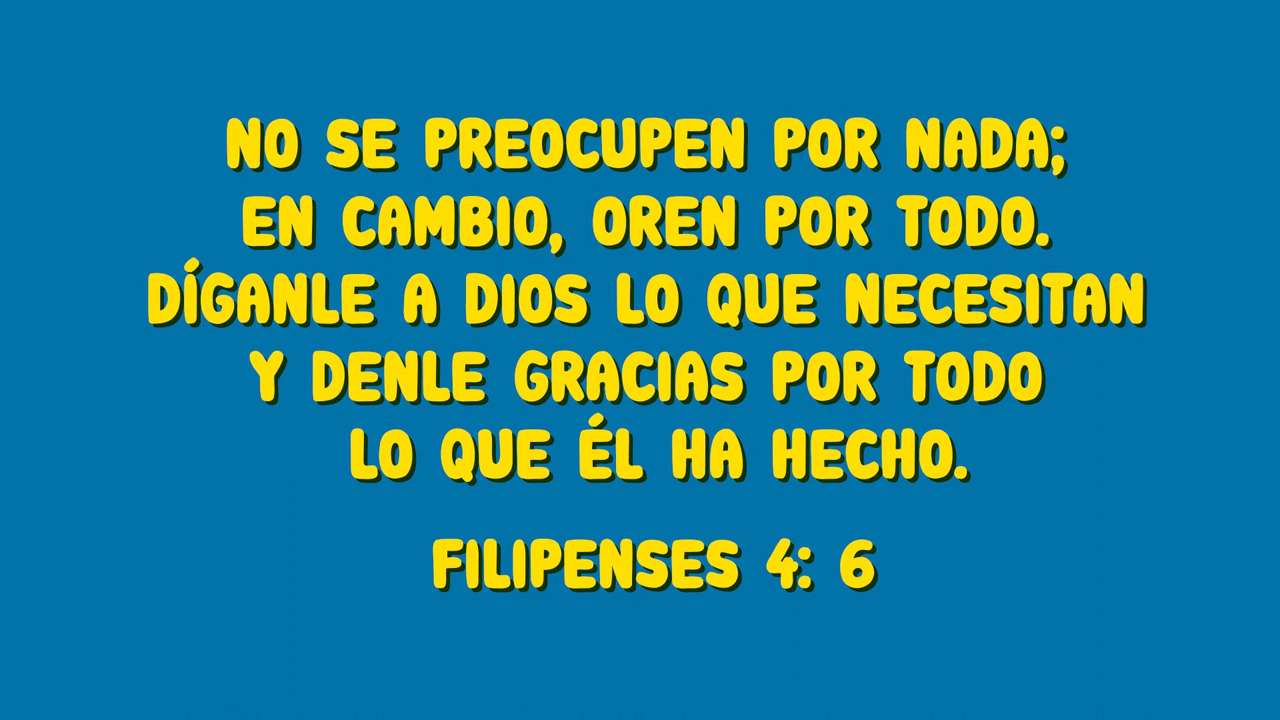 NO SE PREOCUPEN POR NADA;
EN CAMBIO, OREN POR TODO.
DÍGANLE A DIOS LO QUE NECESITAN
Y DENLE GRACIAS POR TODO
LO QUE ÉL HA HECHO.
FILIPENSES 4: 6